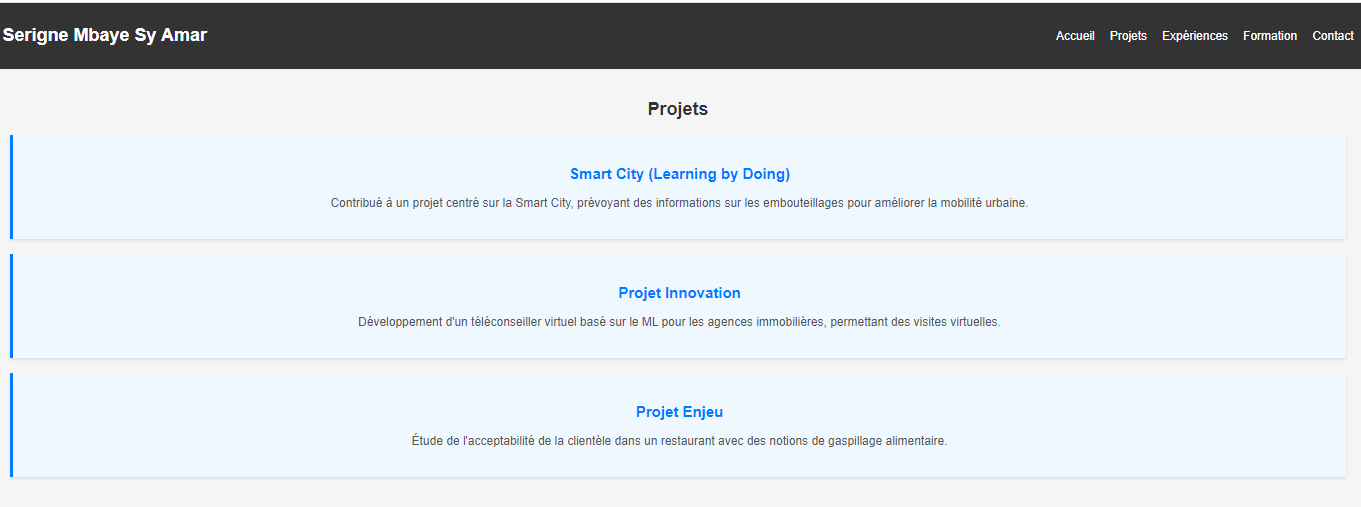 Serigne Mbaye Sy Amar
Accueil Projets Expériences Formation Contact
Projets
Smart City (Learning by Doing)
Contribué à un projet centré sur la Smart City, prévoyant des informations sur les embouteillages pour améliorer la mobilité urbaine.
Projet Innovation
Développement d'un téléconseiller virtuel basé sur le ML pour les agences immobilières, permettant des visites virtuelles.
Projet Enjeu
Étude de l'acceptabilité de la clientèle dans un restaurant avec des notions de gaspillage alimentaire.